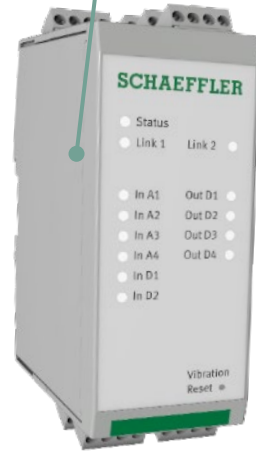 SCHAEFFLER
Status
Link 1 Link 2
In A1 Out D1
In A2 Out D2
In A3 Out D3
In A4 Out D4
In D1
In D2
Vibration
Reset